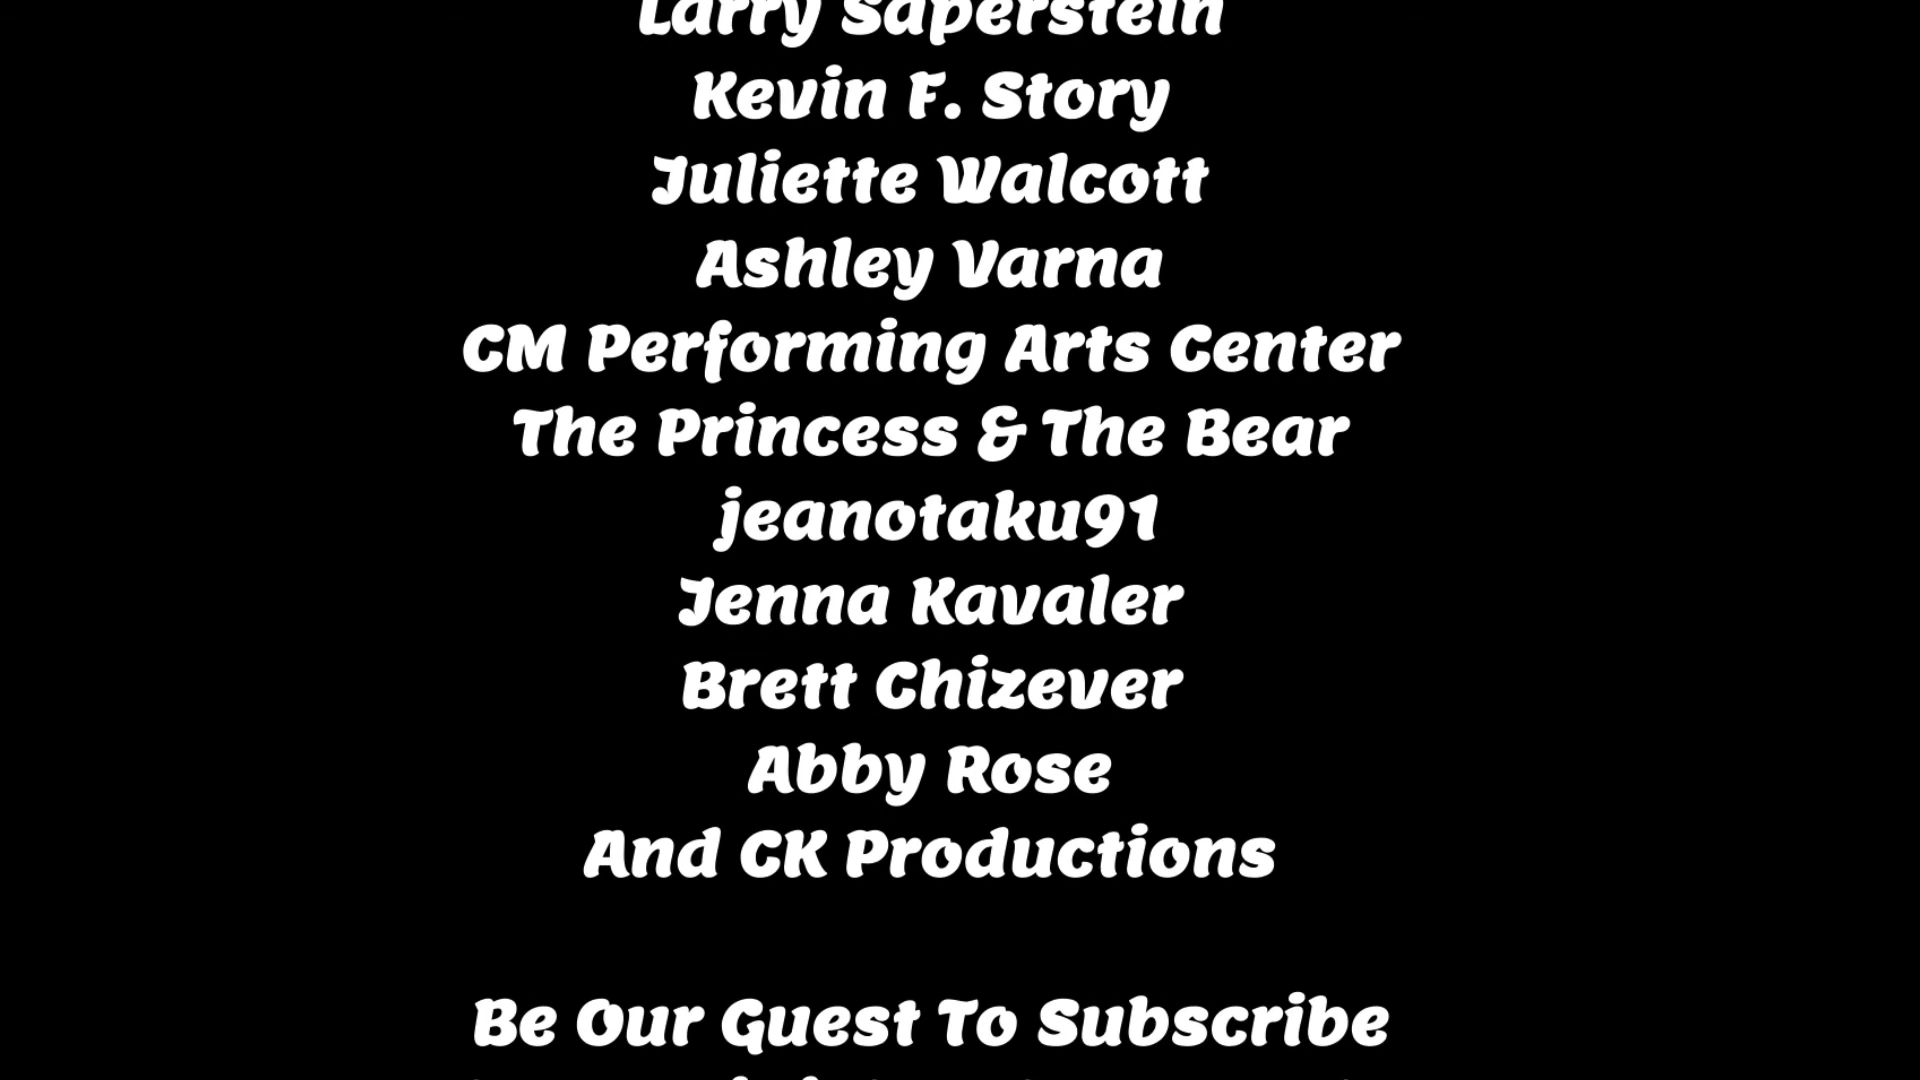 Larry Saperstein
Kevin F. Story
Juliette Walcott
Ashley Varna
CM Performing Arts Center
The Princess & The Bear
jeanotaku91
Jenna Kavaler
Brett Chizever
Abby Rose
And CK Productions
Be Our Guest To Subscribe